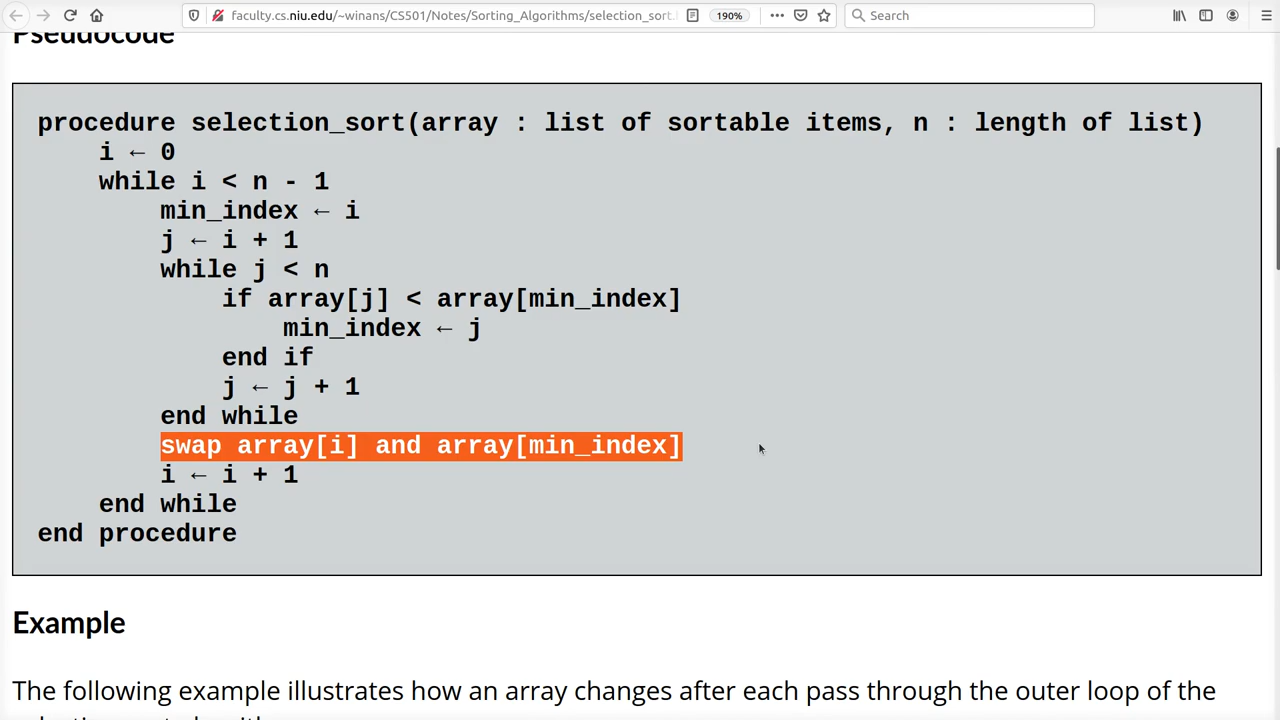 faculty.cs.niu.edu/~winans/CS501/Notes/Sorting_Algorithms/selection_sort.
190%
Search
Pseudocode
procedure selection_sort(array : list of sortable items, n : length of list)
i ← 0
while i < n - 1
min_index ← i
j ← i + 1
while j < n
if array[j] < array[min_index]
min_index ← j
end if
j ← j + 1
end while
swap array[i] and array[min_index]
i ← i + 1
end while
end procedure
Example
The following example illustrates how an array changes after each pass through the outer loop of the